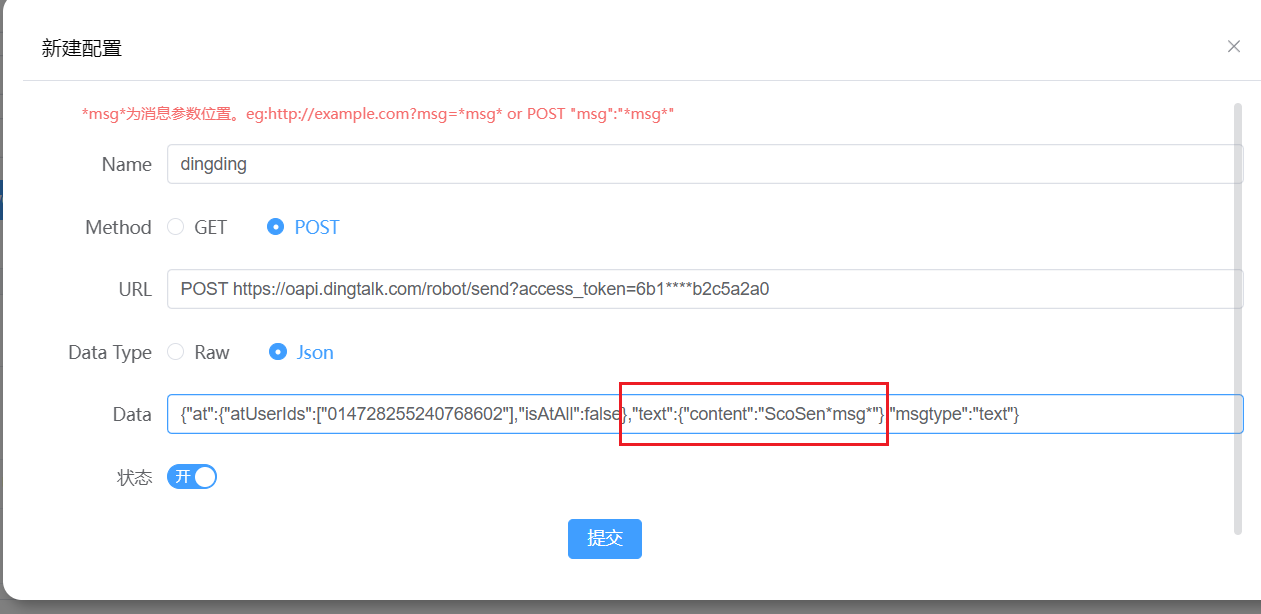 新建配置
*msg*为消息参数位置。eg:http://example.com?msg=*msg* or POST "msg":"*msg*"
Name dingding
Method GET POST
URL POST https://oapi.dingtalk.com/robot/send?access_token=6b1****b2c5a2a0
Data Type Raw Json
Data {"at":{"atUserIds":["014728255240768602"],"isAtAll":false},"text":{"content":"ScoSen*msg*"},"msgtype":"text"}
状态 开
提交